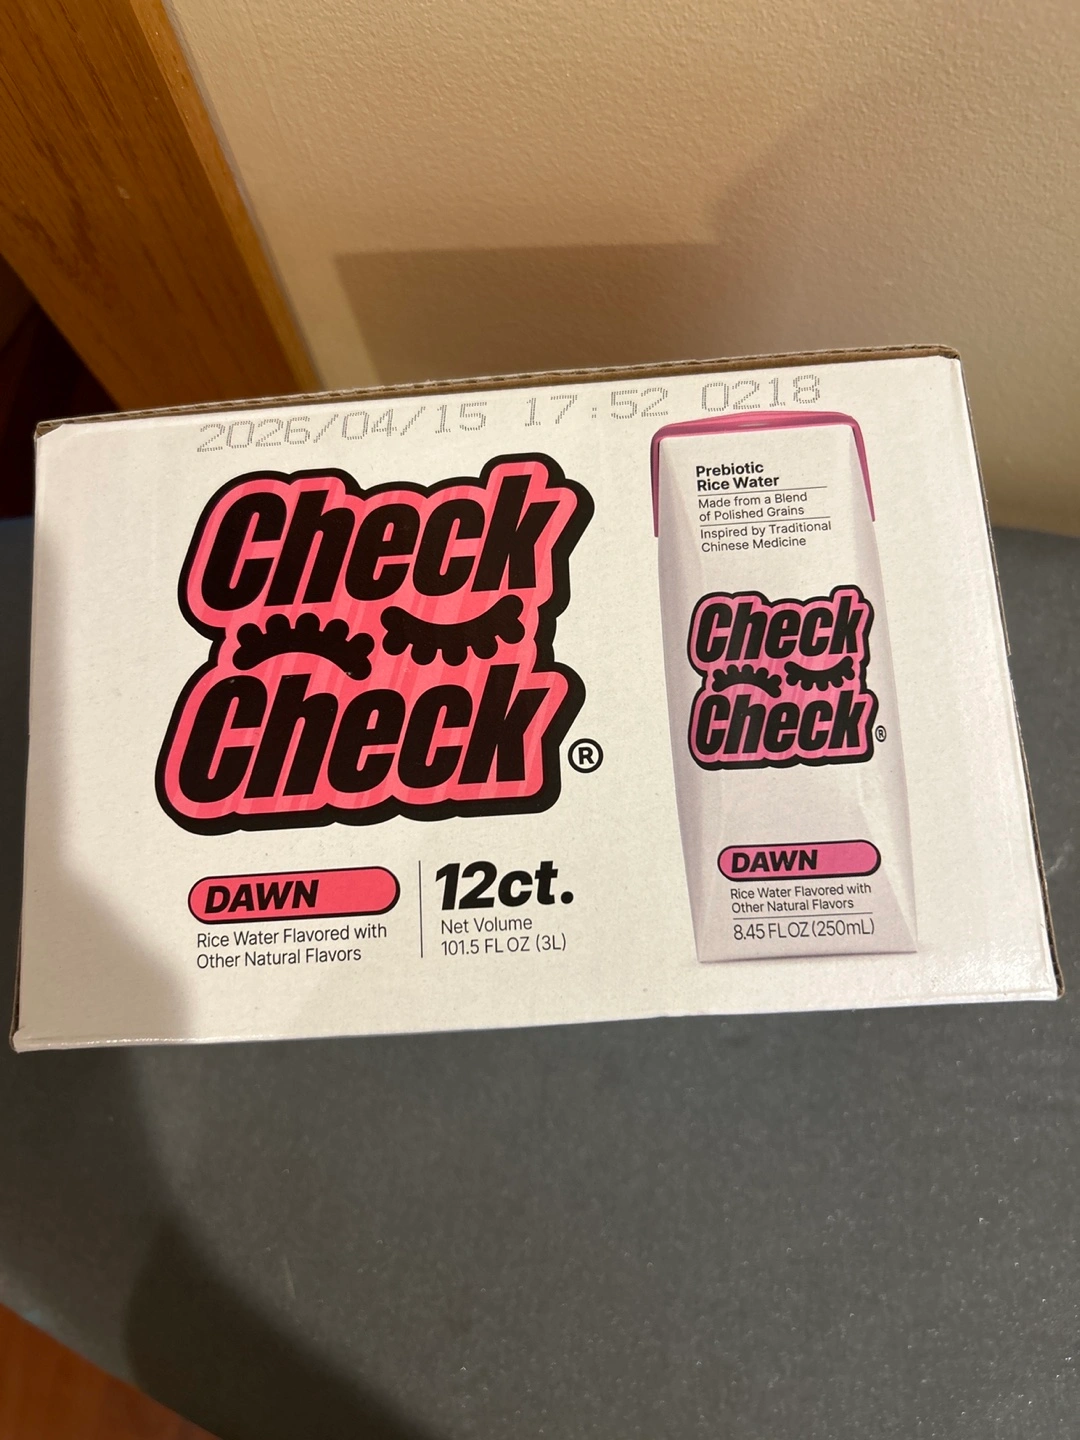 2026/04/15 17:52 0218
Check
Check®
DAWN
Rice Water Flavored with
Other Natural Flavors
12ct.
Net Volume
101.5 FL OZ (3L)
Prebiotic
Rice Water
Made from a Blend
of Polished Grains
Inspired by Traditional
Chinese Medicine
Check
Check®
DAWN
Rice Water Flavored with
Other Natural Flavors
8.45 FL OZ (250mL)